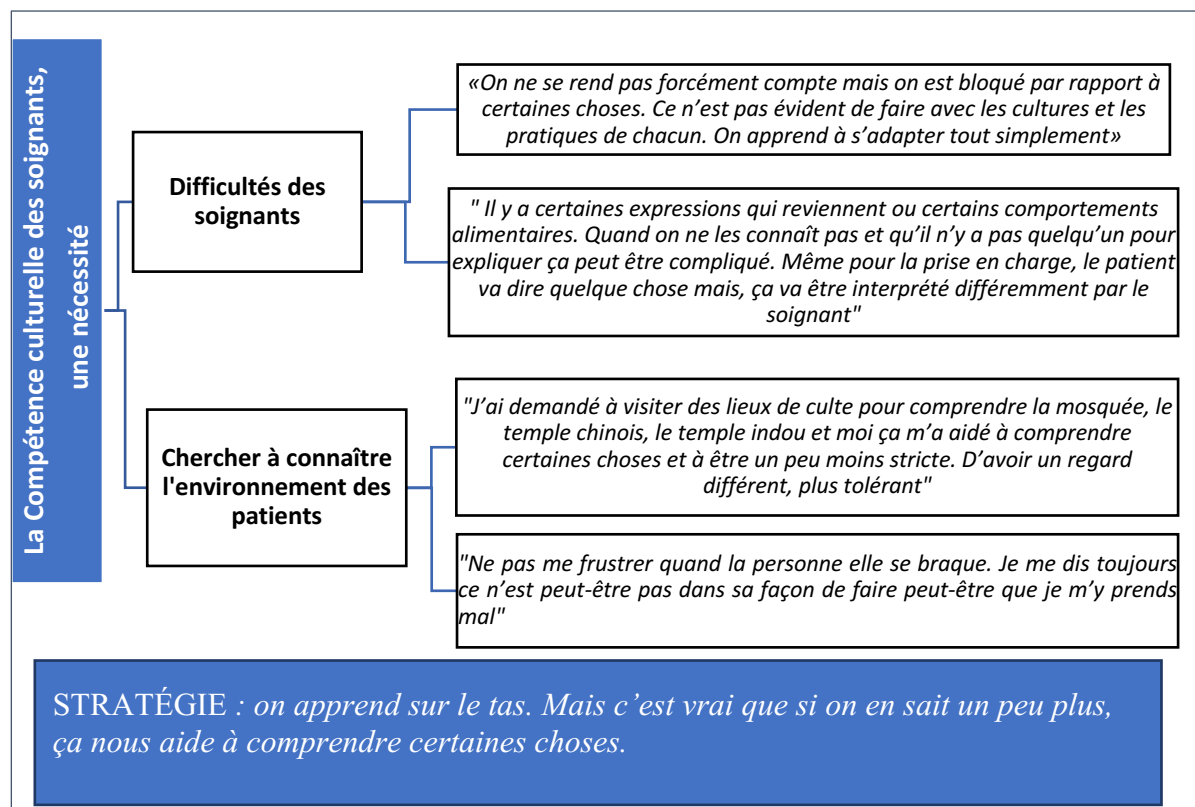 La Compétence culturelle des soignants,
une nécessité
Difficultés des
soignants
«On ne se rend pas forcément compte mais on est bloqué par rapport à
certaines choses. Ce n’est pas évident de faire avec les cultures et les
pratiques de chacun. On apprend à s’adapter tout simplement»
" Il y a certaines expressions qui reviennent ou certains comportements
alimentaires. Quand on ne les connaît pas et qu’il n’y a pas quelqu’un pour
expliquer ça peut être compliqué. Même pour la prise en charge, le patient
va dire quelque chose mais, ça va être interprété différemment par le
soignant"
Chercher à connaître
l'environnement des
patients
"J’ai demandé à visiter des lieux de culte pour comprendre la mosquée, le
temple chinois, le temple indou et moi ça m’a aidé à comprendre
certaines choses et à être un peu moins stricte. D’avoir un regard
différent, plus tolérant"
"Ne pas me frustrer quand la personne elle se braque. Je me dis toujours
ce n’est peut-être pas dans sa façon de faire peut-être que je m’y prends
mal"
STRATÉGIE : on apprend sur le tas. Mais c’est vrai que si on en sait un peu plus,
ça nous aide à comprendre certaines choses.